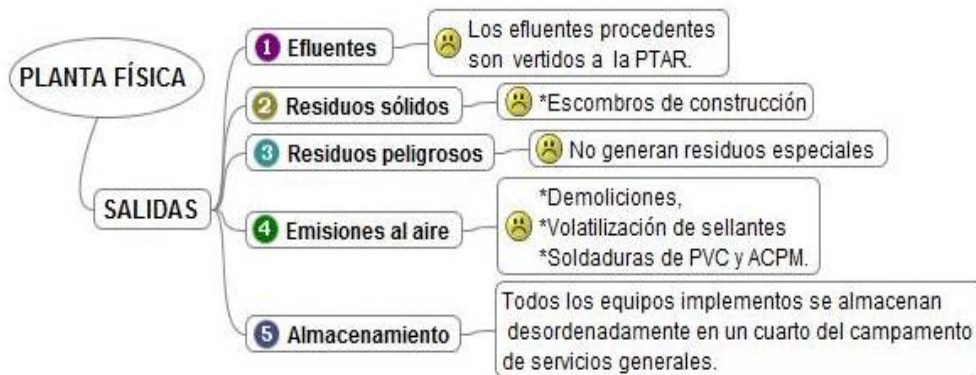 PLANTA FÍSICA
SALIDAS
1 Efluentes
Los efluentes procedentes
son vertidos a la PTAR.
2 Residuos sólidos
*Escombros de construcción
3 Residuos peligrosos
No generan residuos especiales
4 Emisiones al aire
*Demoliciones,
*Volatilización de sellantes
*Soldaduras de PVC y ACPM.
5 Almacenamiento
Todos los equipos implementos se almacenan
desordenadamente en un cuarto del campamento
de servicios generales.